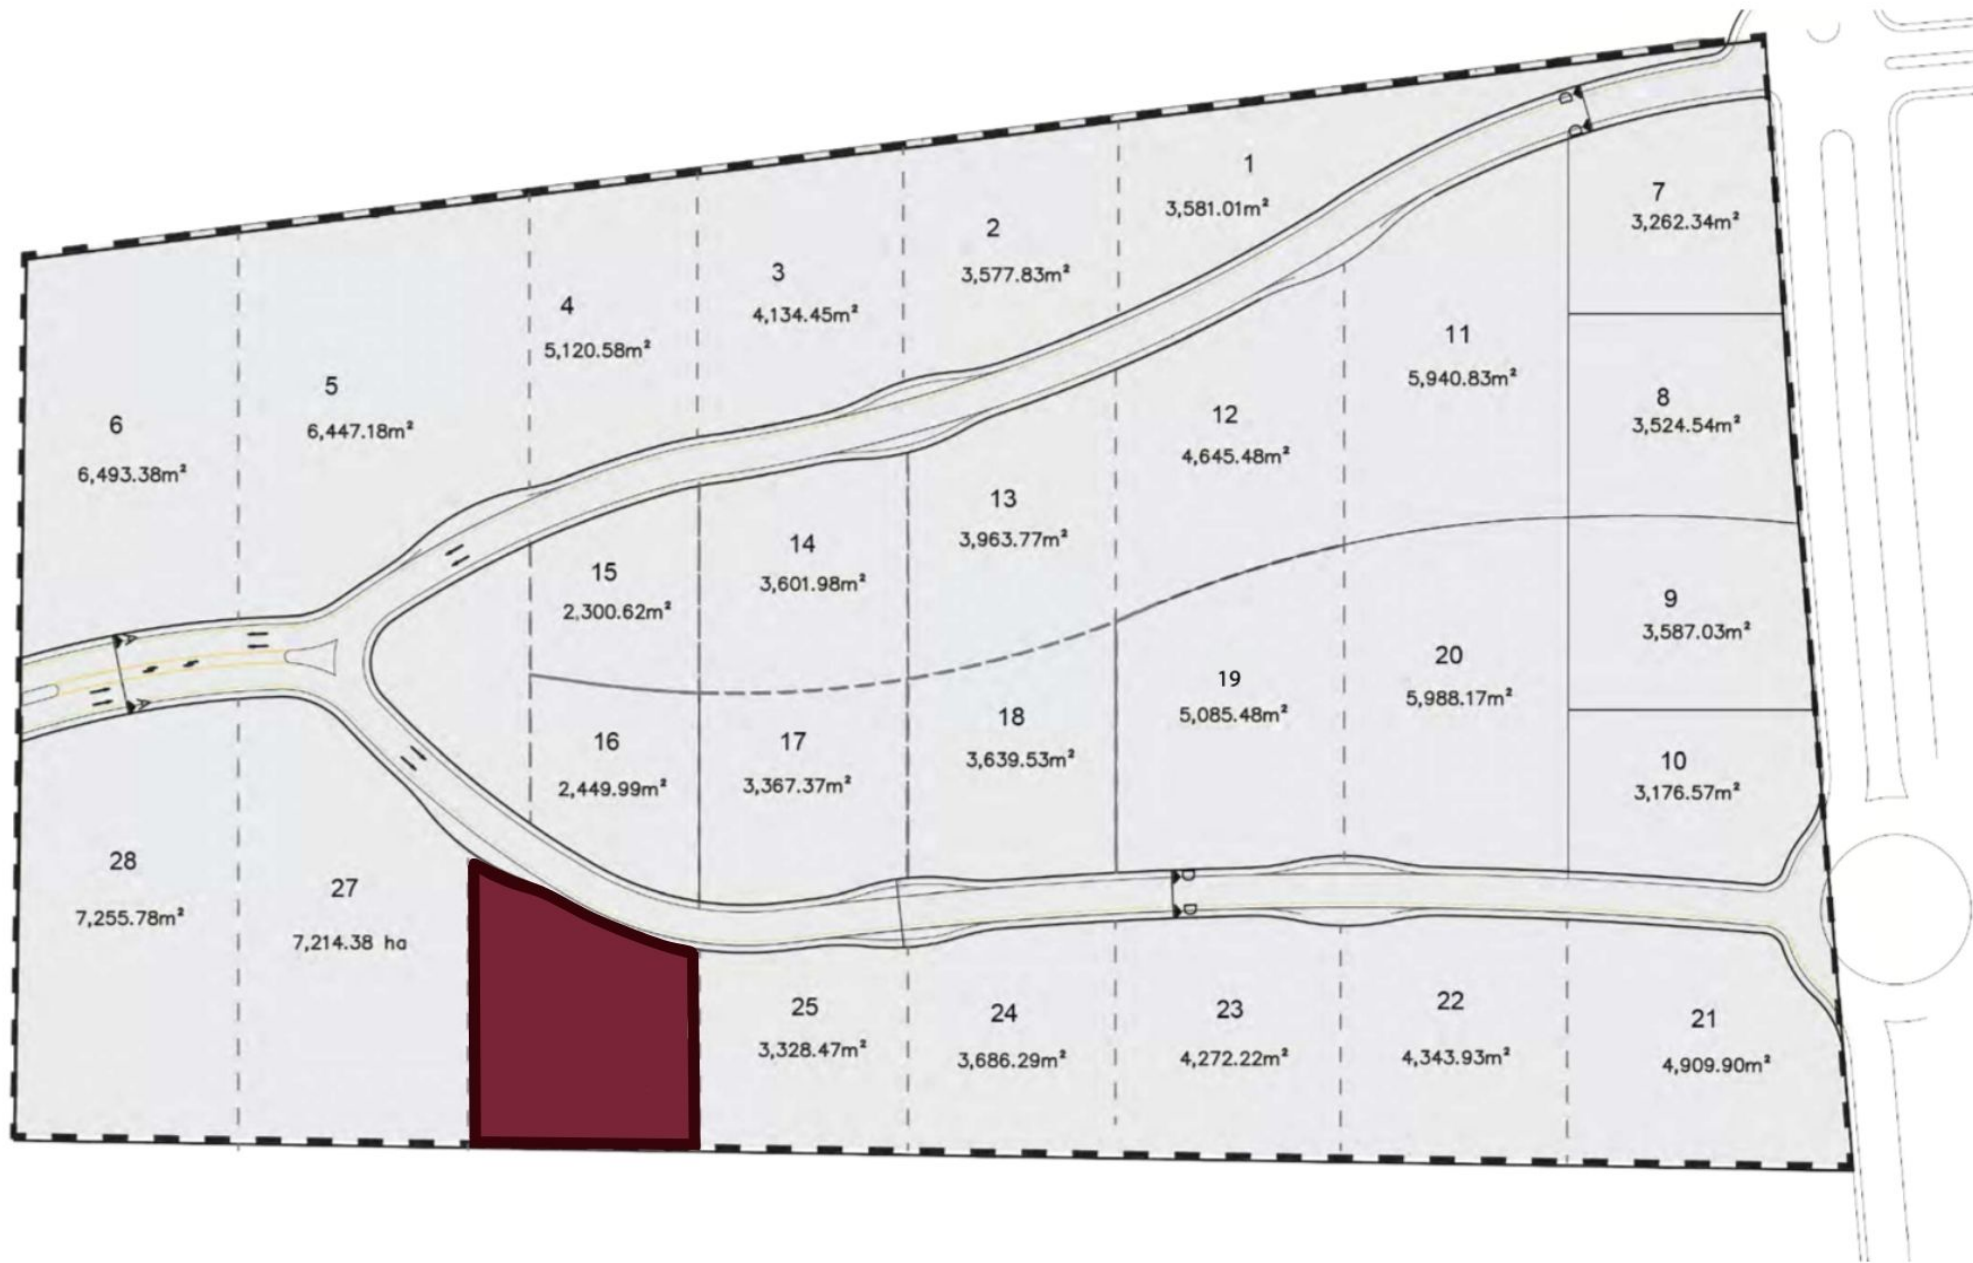 1
3,581.01m²
2
3,577.83m²
3
4,134.45m²
4
5,120.58m²
5
6,447.18m²
6
6,493.38m²
7
3,262.34m²
8
3,524.54m²
9
3,587.03m²
10
3,176.57m²
11
5,940.83m²
12
4,645.48m²
13
3,963.77m²
14
3,601.98m²
15
2,300.62m²
16
2,449.99m²
17
3,367.37m²
18
3,639.53m²
19
5,085.48m²
20
5,988.17m²
28
7,255.78m²
27
7,214.38 ha
25
3,328.47m²
24
3,686.29m²
23
4,272.22m²
22
4,343.93m²
21
4,909.90m²